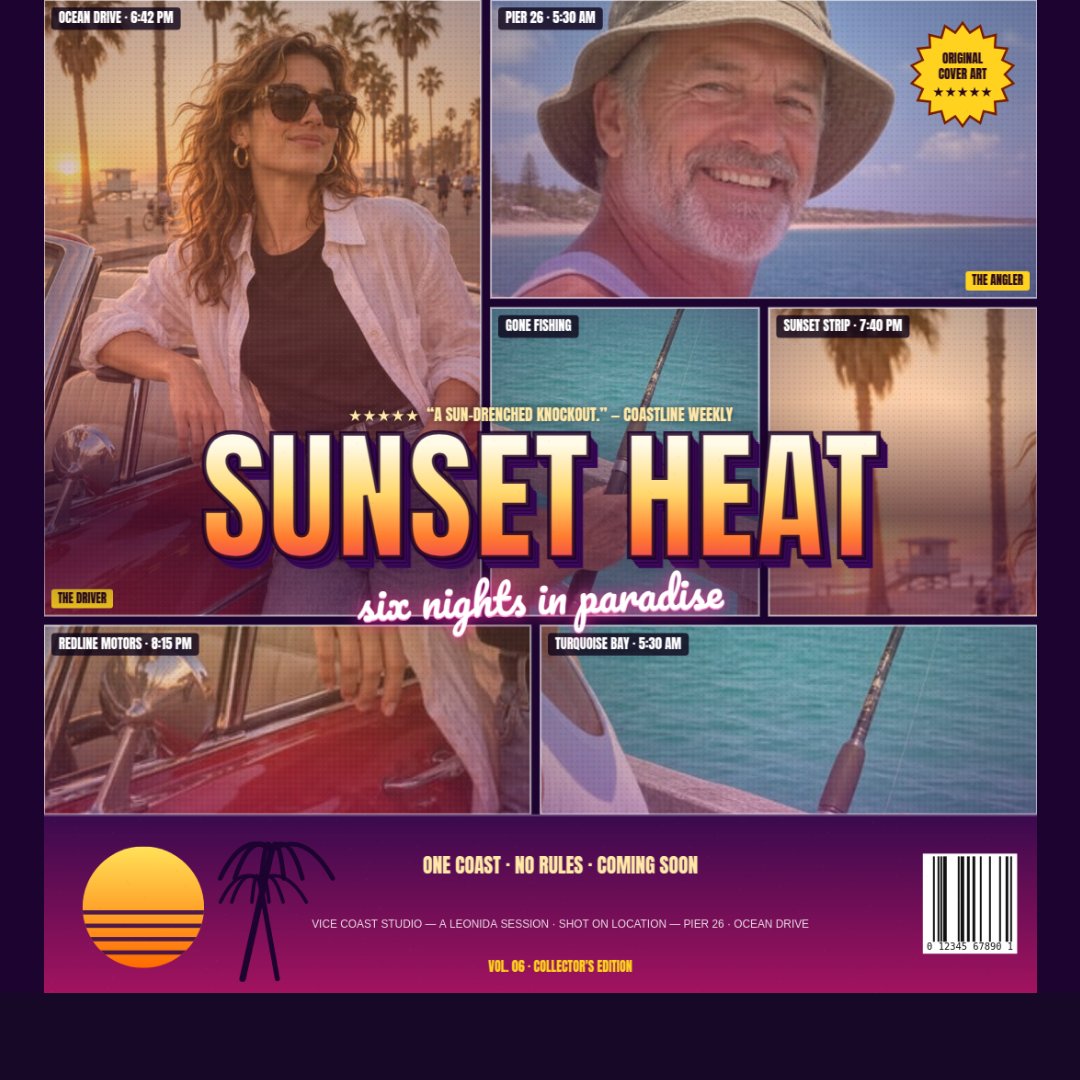 OCEAN DRIVE · 6:42 PM
PIER 26 · 5:30 AM
ORIGINAL
COVER ART
★★★★★
THE ANGLER
GONE FISHING
SUNSET STRIP · 7:40 PM
★★★★★ “A SUN-DRENCHED KNOCKOUT.” — COASTLINE WEEKLY
SUNSET HEAT
six nights in paradise
THE DRIVER
REDLINE MOTORS · 8:15 PM
TURQUOISE BAY · 5:30 AM
ONE COAST · NO RULES · COMING SOON
VICE COAST STUDIO — A LEONIDA SESSION · SHOT ON LOCATION — PIER 26 · OCEAN DRIVE
VOL. 06 · COLLECTOR'S EDITION
0 12345 67890 1